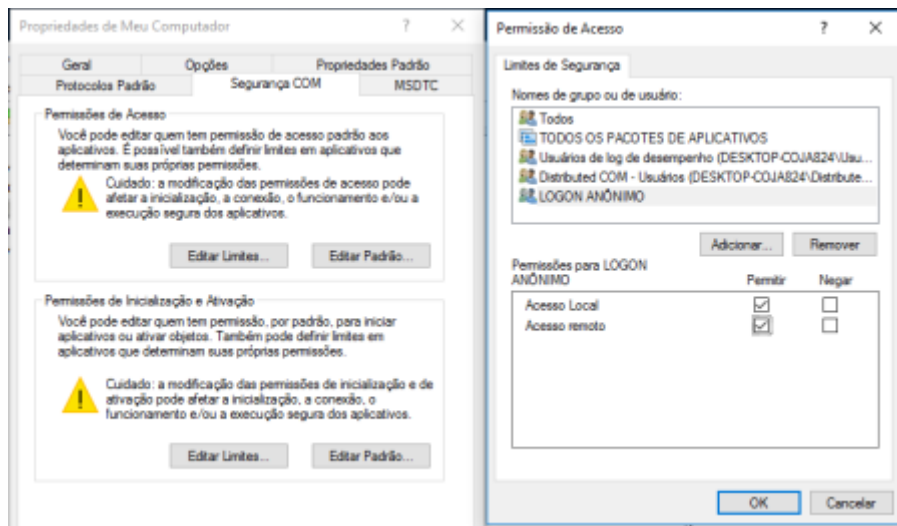 Propriedades de Meu Computador
Geral Opções Propriedades Padrão
Protocolos Padrão Segurança COM MSDTC
Permissões de Acesso
Você pode editar quem tem permissão de acesso padrão aos
aplicativos. É possível também definir limites em aplicativos que
determinam suas próprias permissões.
Cuidado: a modificação das permissões de acesso pode
afetar a inicialização, a conexão, o funcionamento e/ou a
execução segura dos aplicativos.
Editar Limites... Editar Padrão...
Permissões de Inicialização e Ativação
Você pode editar quem tem permissão, por padrão, para iniciar
aplicativos ou ativar objetos. Também pode definir limites em
aplicativos que determinam suas próprias permissões.
Cuidado: a modificação das permissões de inicialização e de
ativação pode afetar a inicialização, a conexão, o
funcionamento e/ou a execução segura dos aplicativos.
Editar Limites... Editar Padrão...
Permissão de Acesso
Limites de Segurança
Nomes de grupo ou de usuário:
Todos
TODOS OS PACOTES DE APLICATIVOS
Usuários de log de desempenho (DESKTOP-COJA824\Usu...
Distributed COM - Usuários (DESKTOP-COJA824\Distribute...
LOGON ANÔNIMO
Adicionar... Remover
Permissões para LOGON
ANÔNIMO Permitir Negar
Acesso Local
Acesso remoto
OK Cancelar